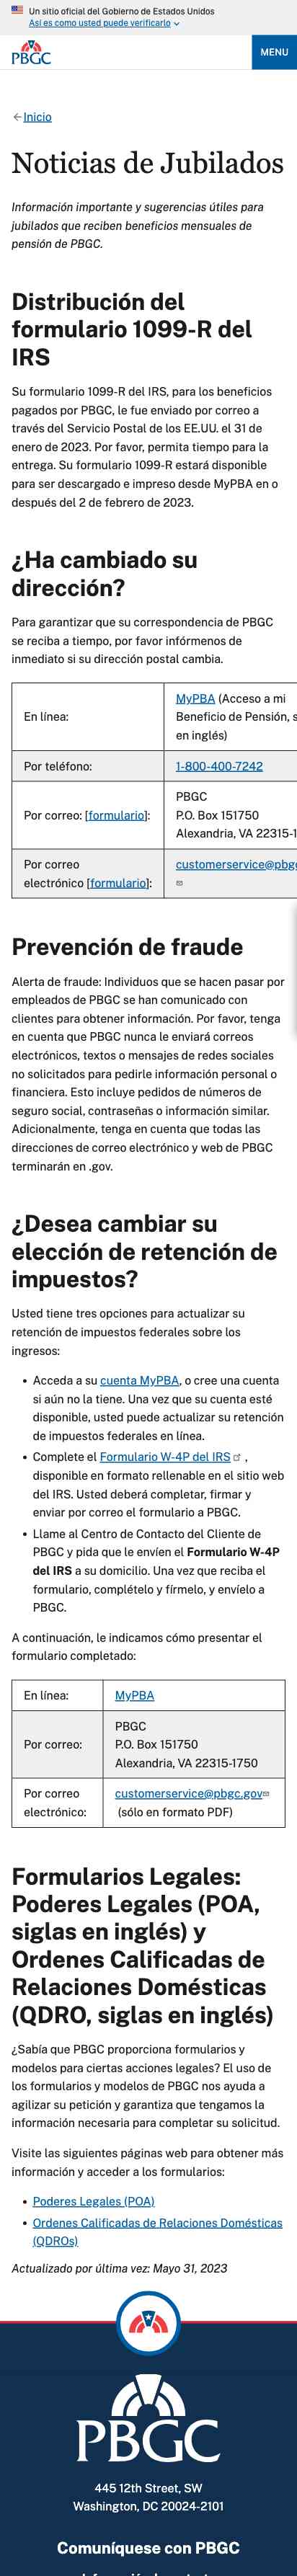 Un sitio oficial del Gobierno de Estados Unidos
Así es como usted puede verificarlo
PBGC
MENU
Inicio
Noticias de Jubilados
Información importante y sugerencias útiles para
jubilados que reciben beneficios mensuales de
pensión de PBGC.
Distribución del
formulario 1099-R del
IRS
Su formulario 1099-R del IRS, para los beneficios
pagados por PBGC, le fue enviado por correo a
través del Servicio Postal de los EE.UU. el 31 de
enero de 2023. Por favor, permita tiempo para la
entrega. Su formulario 1099-R estará disponible
para ser descargado e impreso desde MyPBA en o
después del 2 de febrero de 2023.
¿Ha cambiado su
dirección?
Para garantizar que su correspondencia de PBGC
se reciba a tiempo, por favor infórmenos de
inmediato si su dirección postal cambia.
En línea:
MyPBA (Acceso a mi
Beneficio de Pensión, s
en inglés)
Por teléfono:
1-800-400-7242
Por correo: [formulario]:
PBGC
P.O. Box 151750
Alexandria, VA 22315-1
Por correo
electrónico [formulario]:
customerservice@pbg
Prevención de fraude
Alerta de fraude: Individuos que se hacen pasar por
empleados de PBGC se han comunicado con
clientes para obtener información. Por favor, tenga
en cuenta que PBGC nunca le enviará correos
electrónicos, textos o mensajes de redes sociales
no solicitados para pedirle información personal o
financiera. Esto incluye pedidos de números de
seguro social, contraseñas o información similar.
Adicionalmente, tenga en cuenta que todas las
direcciones de correo electrónico y web de PBGC
terminarán en .gov.
¿Desea cambiar su
elección de retención de
impuestos?
Usted tiene tres opciones para actualizar su
retención de impuestos federales sobre los
ingresos:
• Acceda a su cuenta MyPBA, o cree una cuenta
si aún no la tiene. Una vez que su cuenta esté
disponible, usted puede actualizar su retención
de impuestos federales en línea.
• Complete el Formulario W-4P del IRS ,
disponible en formato rellenable en el sitio web
del IRS. Usted deberá completar, firmar y
enviar por correo el formulario a PBGC.
• Llame al Centro de Contacto del Cliente de
PBGC y pida que le envíen el Formulario W-4P
del IRS a su domicilio. Una vez que reciba el
formulario, complételo y fírmelo, y envíelo a
PBGC.
A continuación, le indicamos cómo presentar el
formulario completado:
En línea:
MyPBA
Por correo:
PBGC
P.O. Box 151750
Alexandria, VA 22315-1750
Por correo
electrónico:
customerservice@pbgc.gov
(sólo en formato PDF)
Formularios Legales:
Poderes Legales (POA,
siglas en inglés) y
Ordenes Calificadas de
Relaciones Domésticas
(QDRO, siglas en inglés)
¿Sabía que PBGC proporciona formularios y
modelos para ciertas acciones legales? El uso de
los formularios y modelos de PBGC nos ayuda a
agilizar su petición y garantiza que tengamos la
información necesaria para completar su solicitud.
Visite las siguientes páginas web para obtener más
información y acceder a los formularios:
• Poderes Legales (POA)
• Ordenes Calificadas de Relaciones Domésticas
(QDROs)
Actualizado por última vez: Mayo 31, 2023
PBGC
445 12th Street, SW
Washington, DC 20024-2101
Comuníquese con PBGC